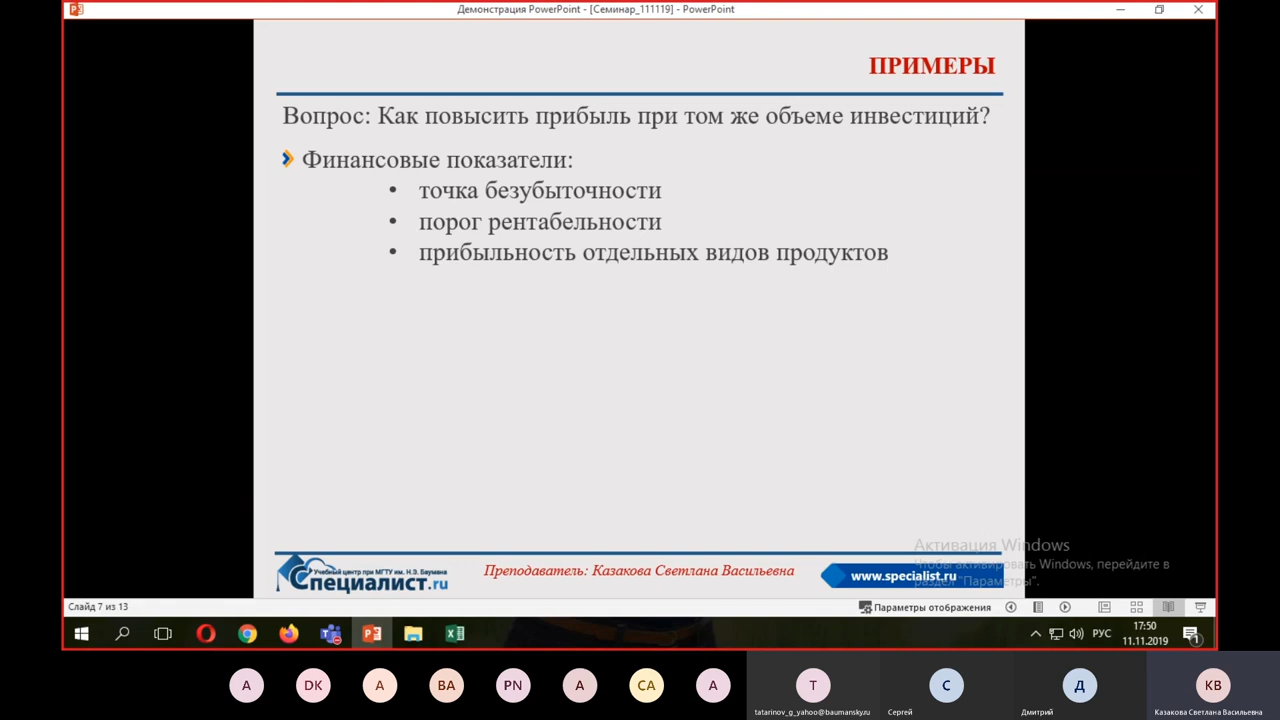 Демонстрация PowerPoint - [Семинар_111119] - PowerPoint
ПРИМЕРЫ
Вопрос: Как повысить прибыль при том же объеме инвестиций?
Финансовые показатели:
• точка безубыточности
• порог рентабельности
• прибыльность отдельных видов продуктов
Учебный центр при МГТУ им. Н.Э. Баумана
Специалист.ru
Преподаватель: Казакова Светлана Васильевна
www.specialist.ru
Активация Windows
Чтобы активировать Windows, перейдите в
раздел "Параметры".
Слайд 7 из 13
Параметры отображения
РУС
17:50
11.11.2019
1
A DK A BA PN A CA A T С Д КВ
tatarinov_g_yahoo@baumansky.ru
Сергей
Дмитрий
Казакова Светлана Васильевна